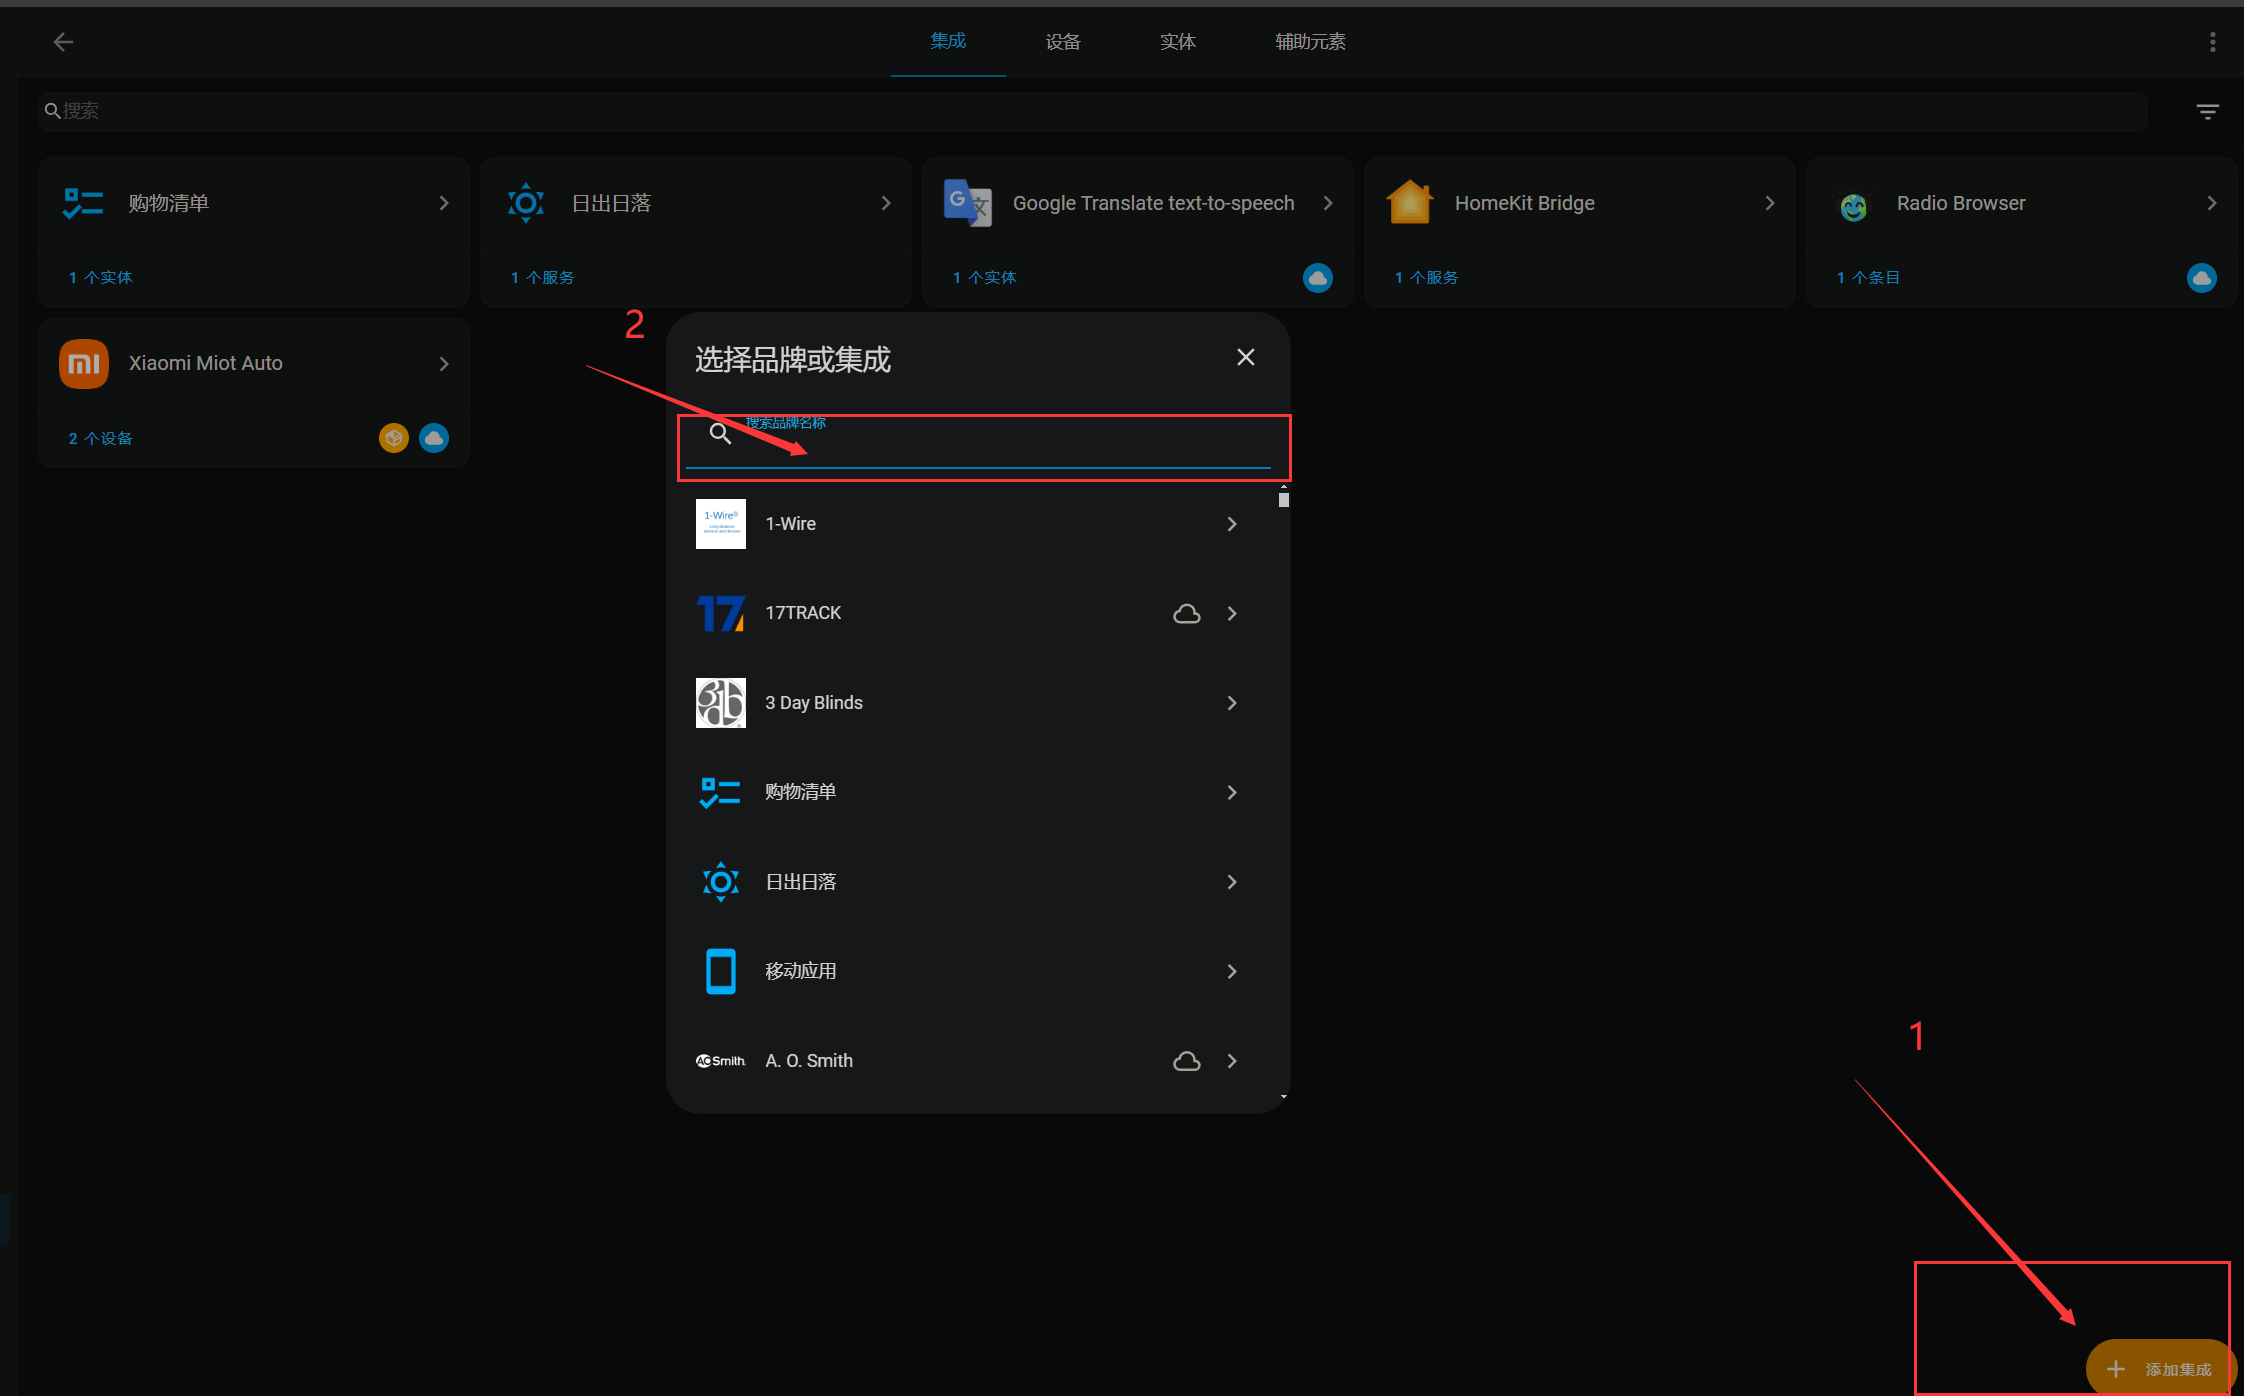 集成 设备 实体 辅助元素
搜索
购物清单
日出日落
Google Translate text-to-speech
HomeKit Bridge
Radio Browser
1 个实体
1 个服务
1 个实体
1 个服务
1 个条目
Xiaomi Miot Auto
2 个设备
2
选择品牌或集成
搜索品牌名称
1-Wire®
1-Wire
17
17TRACK
3 Day Blinds
购物清单
日出日落
移动应用
AOSmith.
A. O. Smith
1
添加集成